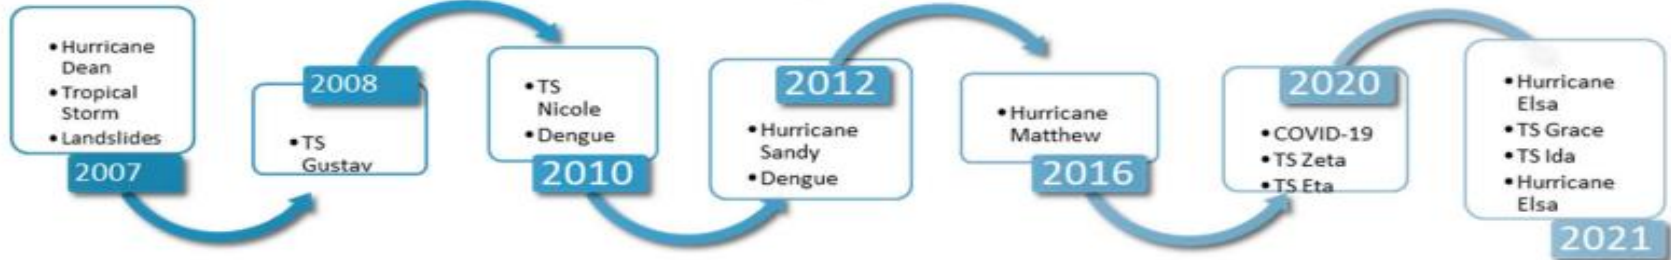 • Hurricane
Dean
• Tropical
Storm
• Landslides
2007
2008
• TS
Gustav
• TS
Nicole
• Dengue
2010
2012
• Hurricane
Sandy
• Dengue
• Hurricane
Matthew
2016
2020
• COVID-19
• TS Zeta
• TS Eta
• Hurricane
Elsa
• TS Grace
• TS Ida
• Hurricane
Elsa
2021